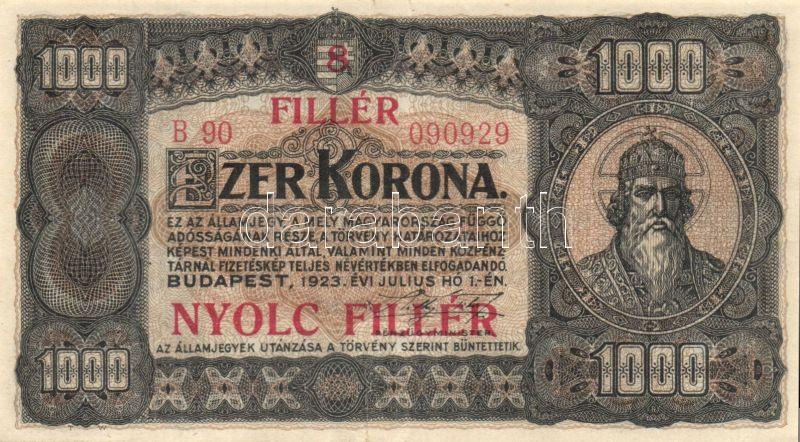 1000
8
1000
FILLÉR
B 90 090929
EZER KORONA.
EZ AZ ÁLLAMJEGY, A MELY MAGYARORSZÁG FÜGGŐ
ADÓSSÁGÁNAK RÉSZE A TÖRVÉNY HATÁROZATAIHOZ
KÉPEST MINDENKI ÁLTAL, VALAMINT MINDEN KÖZPÉNZ-
TÁRNÁL FIZETÉSKÉP TELJES NÉVÉRTÉKBEN ELFOGADANDÓ.
BUDAPEST, 1923. ÉVI JULIUS HÓ 1.-ÉN.
NYOLC FILLÉR
AZ ÁLLAMJEGYEK UTÁNZÁSA A TÖRVÉNY SZERINT BÜNTETTETIK
1000
1000
darabanth